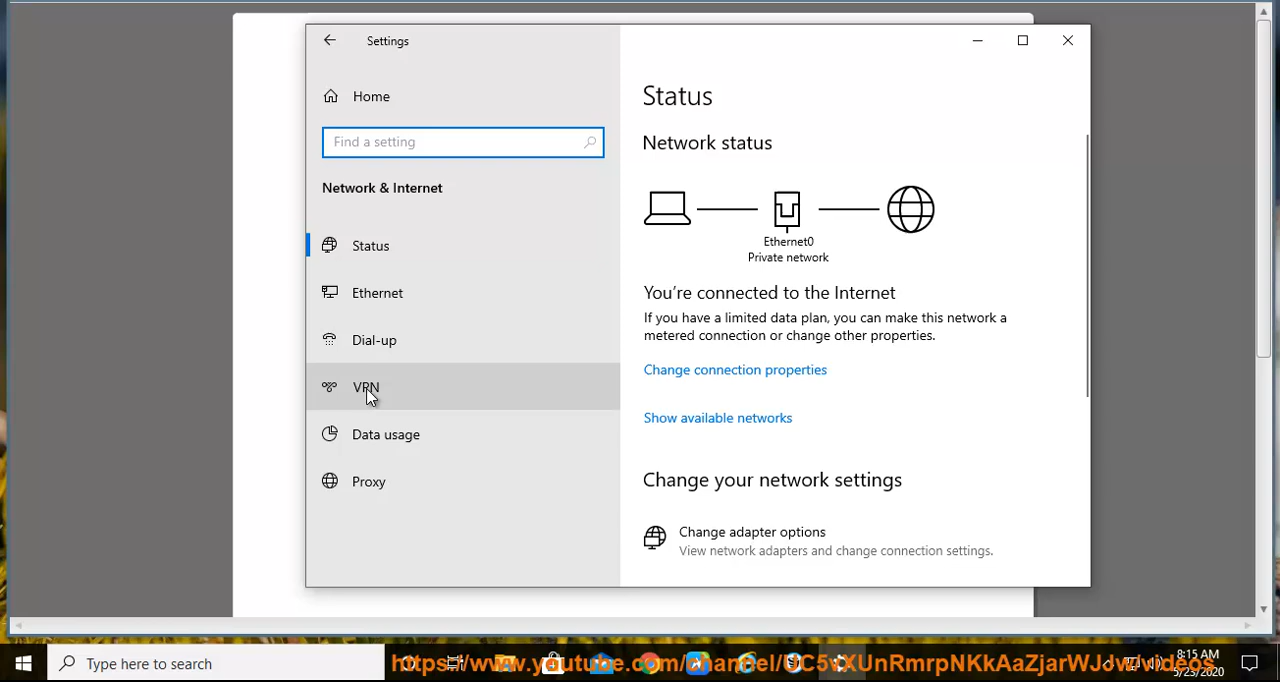 Settings
Home
Find a setting
Network & Internet
Status
Ethernet
Dial-up
VPN
Data usage
Proxy
Status
Network status
Ethernet0
Private network
You're connected to the Internet
If you have a limited data plan, you can make this network a
metered connection or change other properties.
Change connection properties
Show available networks
Change your network settings
Change adapter options
View network adapters and change connection settings.
Type here to search
8:15 AM
5/23/2020